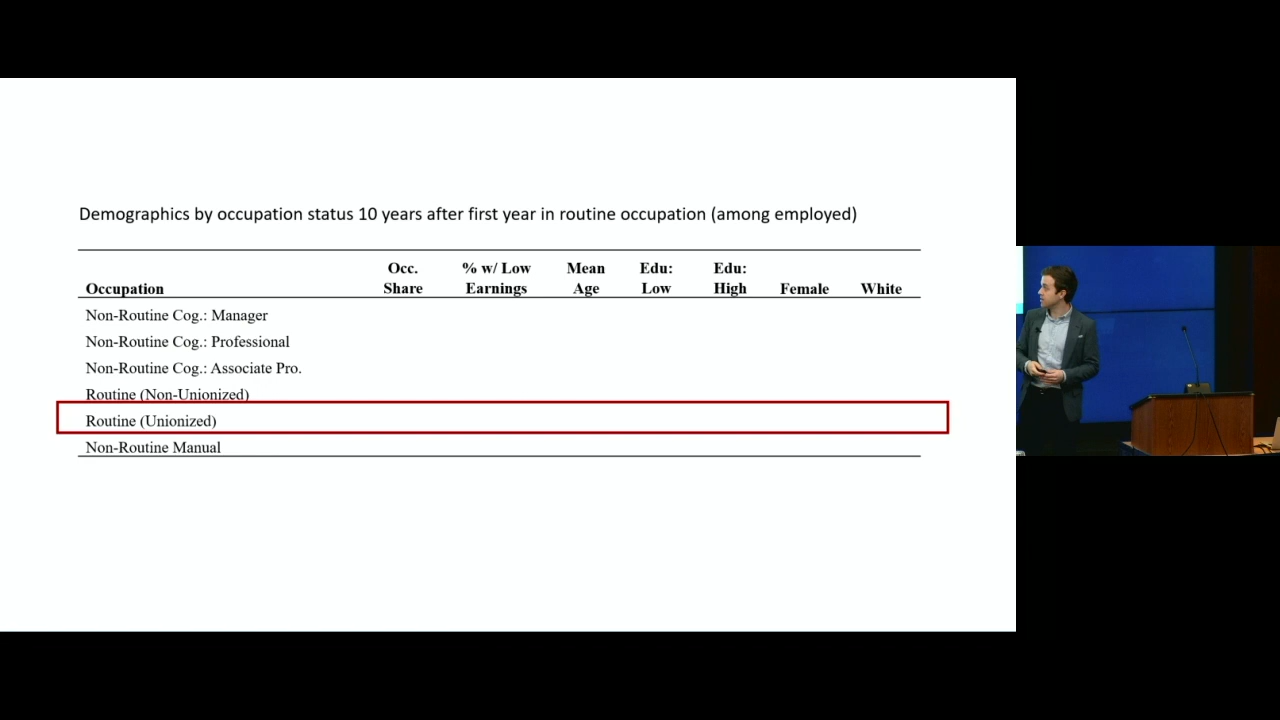 Demographics by occupation status 10 years after first year in routine occupation (among employed)
Occupation Occ. Share % w/ Low Earnings Mean Age Edu: Low Edu: High Female White
Non-Routine Cog.: Manager
Non-Routine Cog.: Professional
Non-Routine Cog.: Associate Pro.
Routine (Non-Unionized)
Routine (Unionized)
Non-Routine Manual